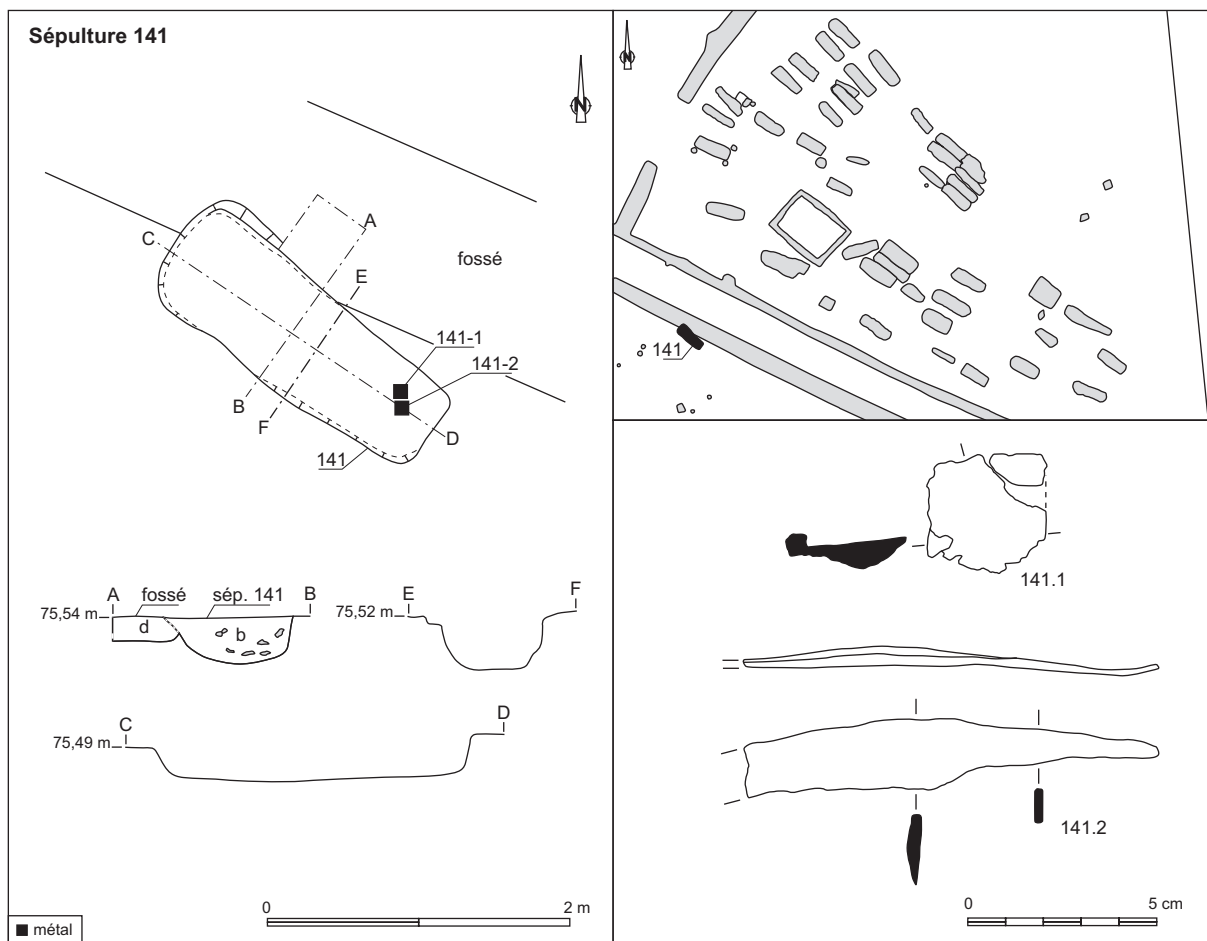 Sépulture 141
N
A
C
fossé
E
141-1
141-2
B
F
D
141
A
fossé
sép. 141
B
75,54 m
d
b
E
F
75,52 m
C
D
75,49 m
0
2 m
métal
N
141
141.1
141.2
0
5 cm